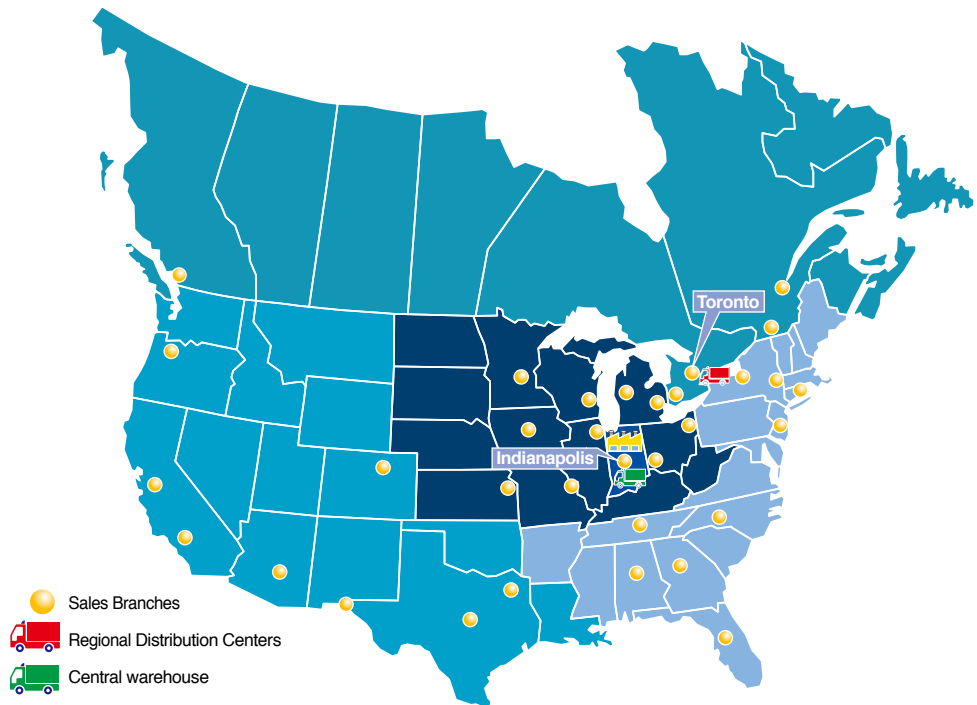 Toronto
Indianapolis
Sales Branches
Regional Distribution Centers
Central warehouse